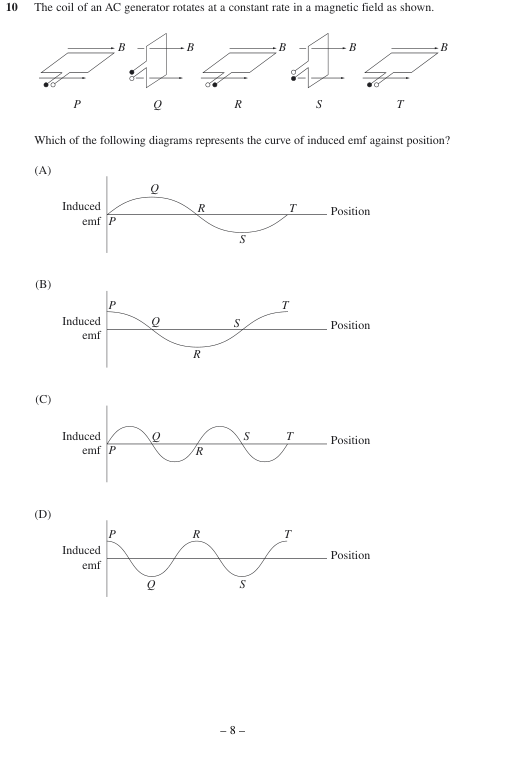 10 The coil of an AC generator rotates at a constant rate in a magnetic field as shown.
B B B B B
P Q R S T
Which of the following diagrams represents the curve of induced emf against position?
(A)
Q
Induced R T Position
emf P
S
(B)
P T
Induced Q S Position
emf
R
(C)
Induced Q S T Position
emf P R
(D)
P R T
Induced Position
emf
Q S
– 8 –